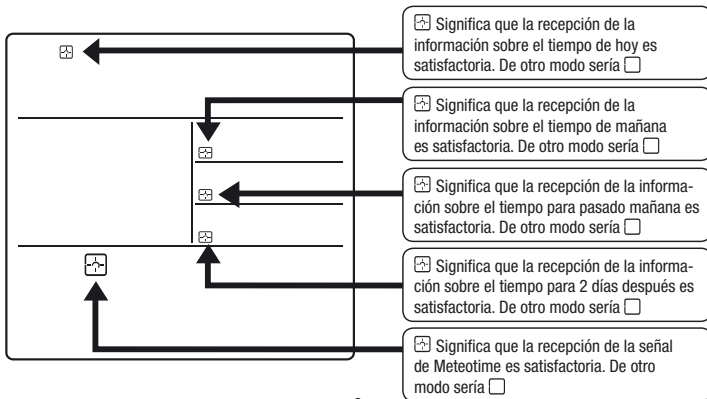 Significa que la recepción de la
información sobre el tiempo de hoy es
satisfactoria. De otro modo sería
Significa que la recepción de la
información sobre el tiempo de mañana
es satisfactoria. De otro modo sería
Significa que la recepción de la informa-
ción sobre el tiempo para pasado mañana es
satisfactoria. De otro modo sería
Significa que la recepción de la informa-
ción sobre el tiempo para 2 días después es
satisfactoria. De otro modo sería
Significa que la recepción de la señal
de Meteotime es satisfactoria. De otro
modo sería